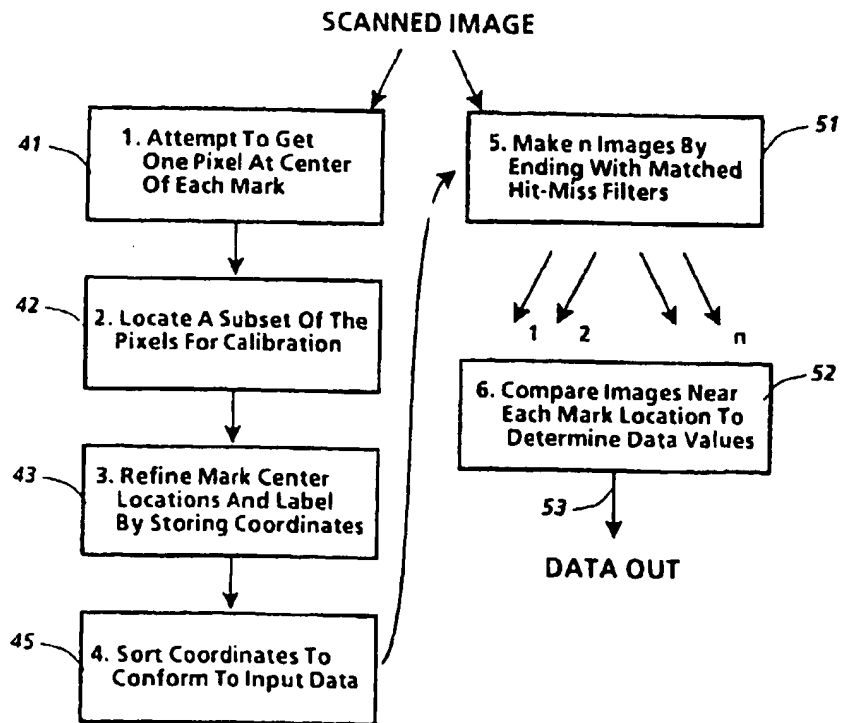 SCANNED IMAGE
41
1. Attempt To Get
One Pixel At Center
Of Each Mark
42
2. Locate A Subset Of The
Pixels For Calibration
43
3. Refine Mark Center
Locations And Label
By Storing Coordinates
45
4. Sort Coordinates To
Conform To Input Data
51
5. Make n Images By
Ending With Matched
Hit-Miss Filters
1 2 n
52
6. Compare Images Near
Each Mark Location To
Determine Data Values
53
DATA OUT